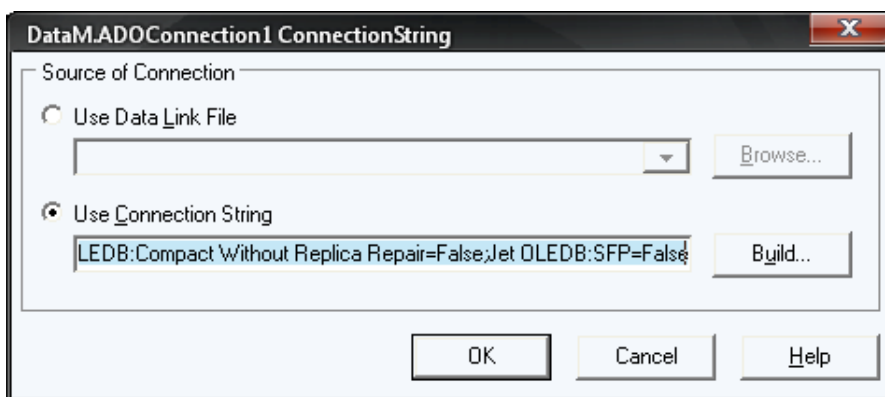 DataM.ADOConnection1 ConnectionString
Source of Connection
Use Data Link File
Browse...
Use Connection String
LEDB:Compact Without Replica Repair=False;Jet OLEDB:SFP=False
Build...
OK Cancel Help